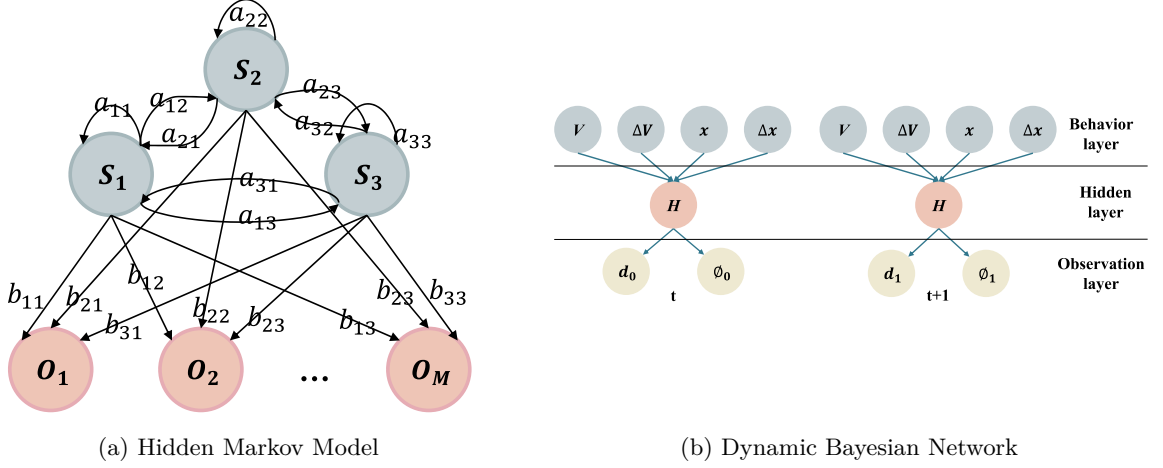 a₂₂
S₂
a₁₁
a₁₂
a₂₁
a₂₃
a₃₂
a₃₃
S₁
S₃
a₃₁
a₁₃
b₁₁
b₂₁
b₃₁
b₁₂
b₂₂
b₂₃
b₁₃
b₂₃
b₃₃
O₁
O₂
...
O_M
(a) Hidden Markov Model
V ΔV x Δx V ΔV x Δx
Behavior
layer
H H
Hidden
layer
d₀ ∅₀ d₁ ∅₁
Observation
layer
t t+1
(b) Dynamic Bayesian Network